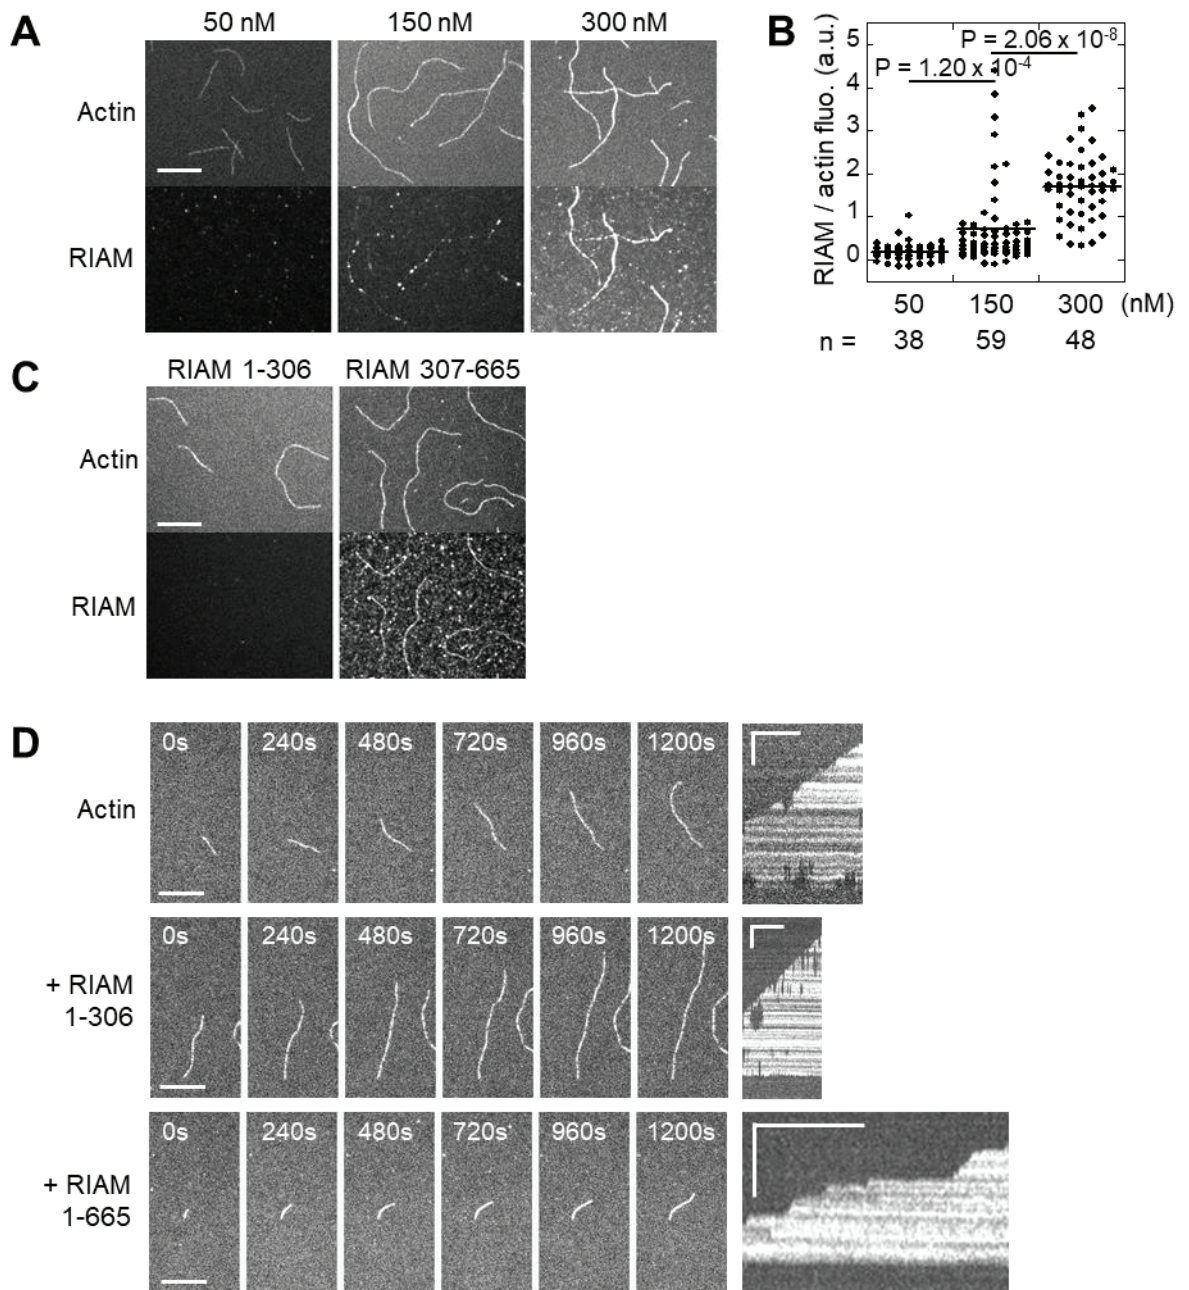 A
50 nM 150 nM 300 nM
Actin
RIAM
B
RIAM / actin fluo. (a.u.)
5
4
3
2
1
0
P = 2.06 x 10-8
P = 1.20 x 10-4
50 150 300 (nM)
n = 38 59 48
C
RIAM 1-306 RIAM 307-665
Actin
RIAM
D
Actin
0s 240s 480s 720s 960s 1200s
+ RIAM
1-306
0s 240s 480s 720s 960s 1200s
+ RIAM
1-665
0s 240s 480s 720s 960s 1200s